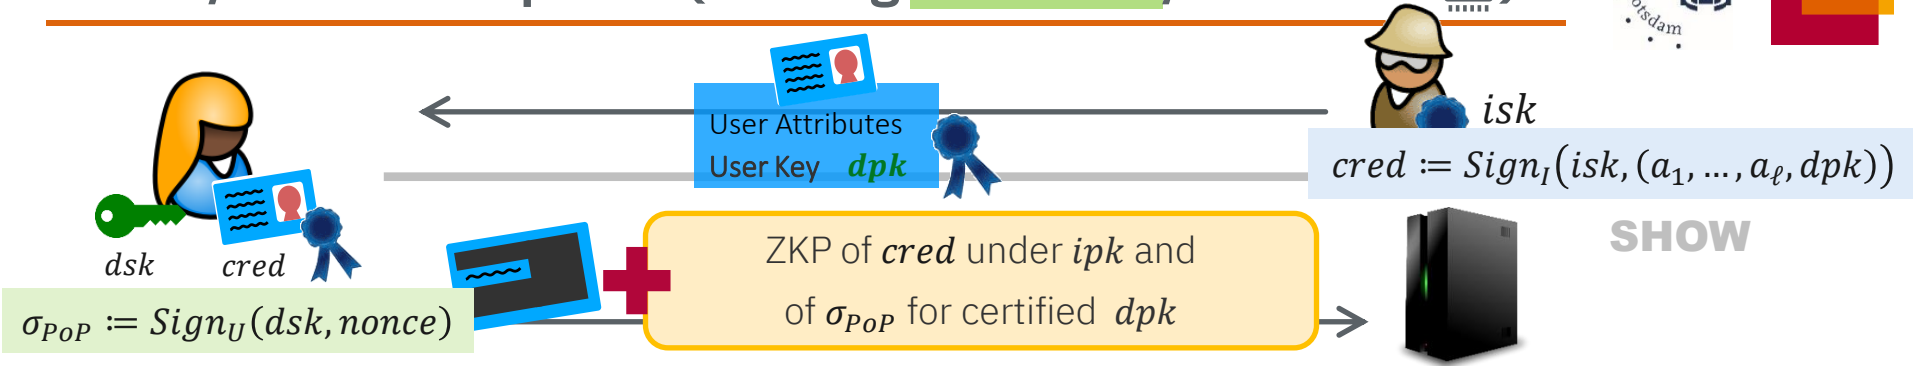 otsdam
User Attributes
User Key dpk
isk
cred ≔ Sign_I(isk, (a_1, …, a_ℓ, dpk))
SHOW
dsk cred
σ_PoP ≔ Sign_U(dsk, nonce)
ZKP of cred under ipk and
of σ_PoP for certified dpk